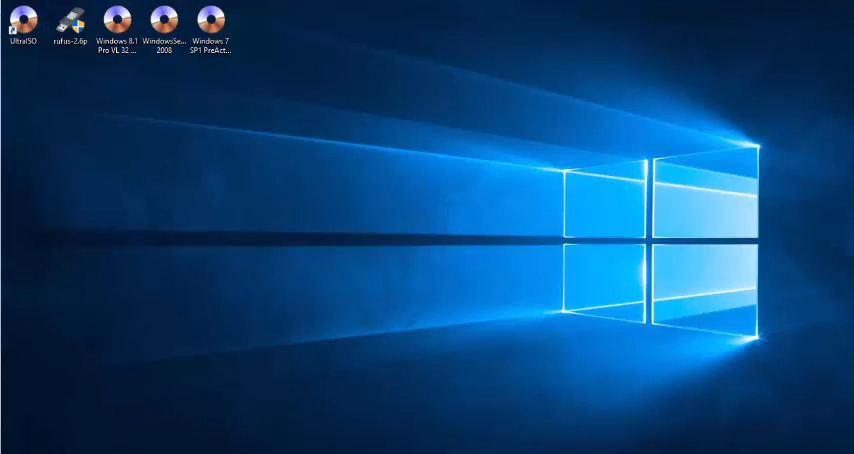 UltraISO
rufus-2.6p
Windows 8.1
Pro VL 32 ...
WindowsSe...
2008
Windows 7
SP1 PreAct...